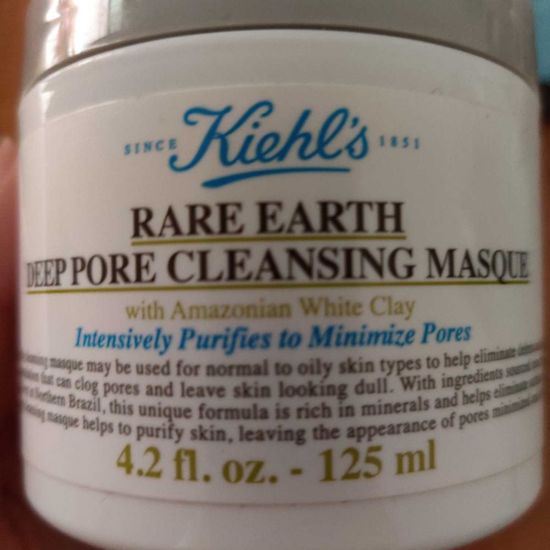 SINCE Kiehl's 1851
RARE EARTH
DEEP PORE CLEANSING MASQUE
with Amazonian White Clay
Intensively Purifies to Minimize Pores
masque may be used for normal to oily skin types to help eliminate
that can clog pores and leave skin looking dull. With ingredients
of Northern Brazil, this unique formula is rich in minerals and helps eliminate
masque helps to purify skin, leaving the appearance of pores
4.2 fl. oz. - 125 ml